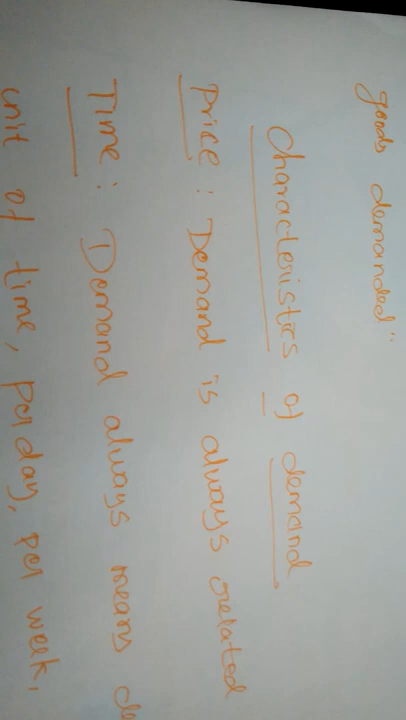 goods demanded"
Characteristics of demand
Price : Demand is always related
Time : Demand always means de
unit of time, per day, per week,